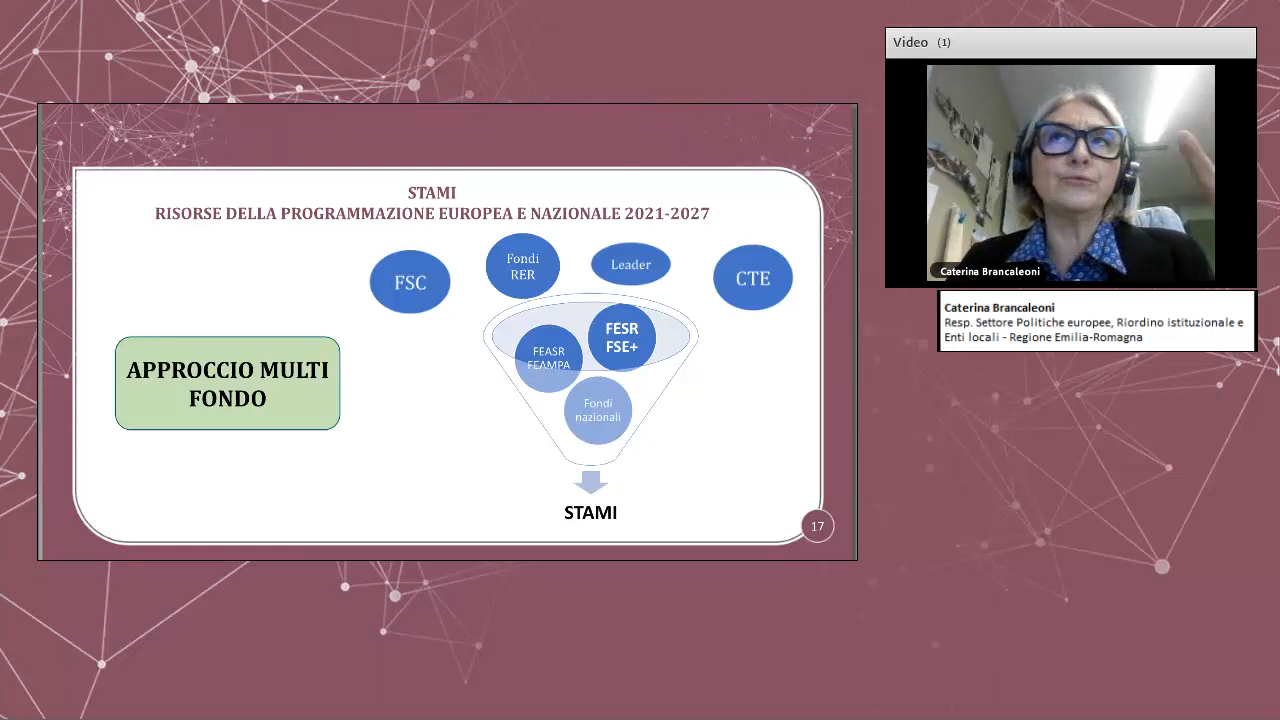 STAMI
RISORSE DELLA PROGRAMMAZIONE EUROPEA E NAZIONALE 2021-2027
FSC
Fondi
RER
Leader
CTE
FESR
FSE+
FEASR
FEAMPA
Fondi
nazionali
APPROCCIO MULTI
FONDO
STAMI
17
Video (1)
Caterina Brancaleoni
Caterina Brancaleoni
Resp. Settore Politiche europee, Riordino istituzionale e
Enti locali - Regione Emilia-Romagna